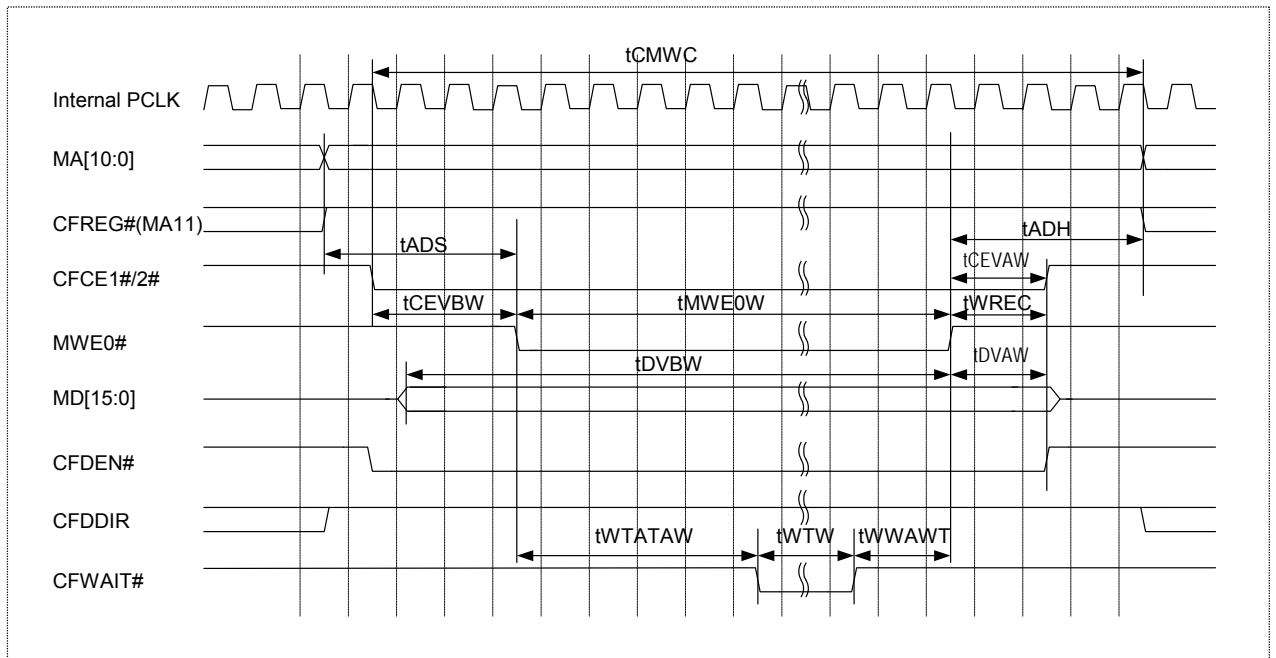 tCMWC
Internal PCLK
MA[10:0]
CFREG#(MA11)
tADS
tADH
CFCE1#/2#
tCEVAW
tCEVBW
tMWE0W
tWREC
MWE0#
tDVBW
tDVAW
MD[15:0]
CFDEN#
CFDDIR
tWTATAW
tWTW
tWWAWT
CFWAIT#